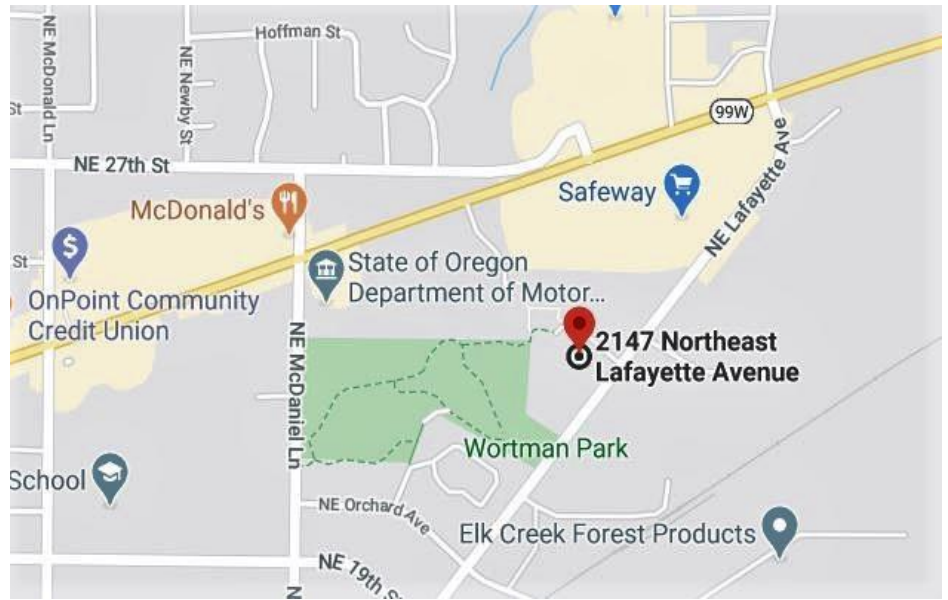 NE McDonald Ln
NE Newby St
Hoffman St
St
NE 27th St
99W
NE Lafayette Ave
McDonald's
Safeway
St
OnPoint Community
Credit Union
State of Oregon
Department of Motor...
NE McDaniel Ln
2147 Northeast
Lafayette Avenue
Wortman Park
School
NE Orchard Ave
Elk Creek Forest Products
NE 19th St
N